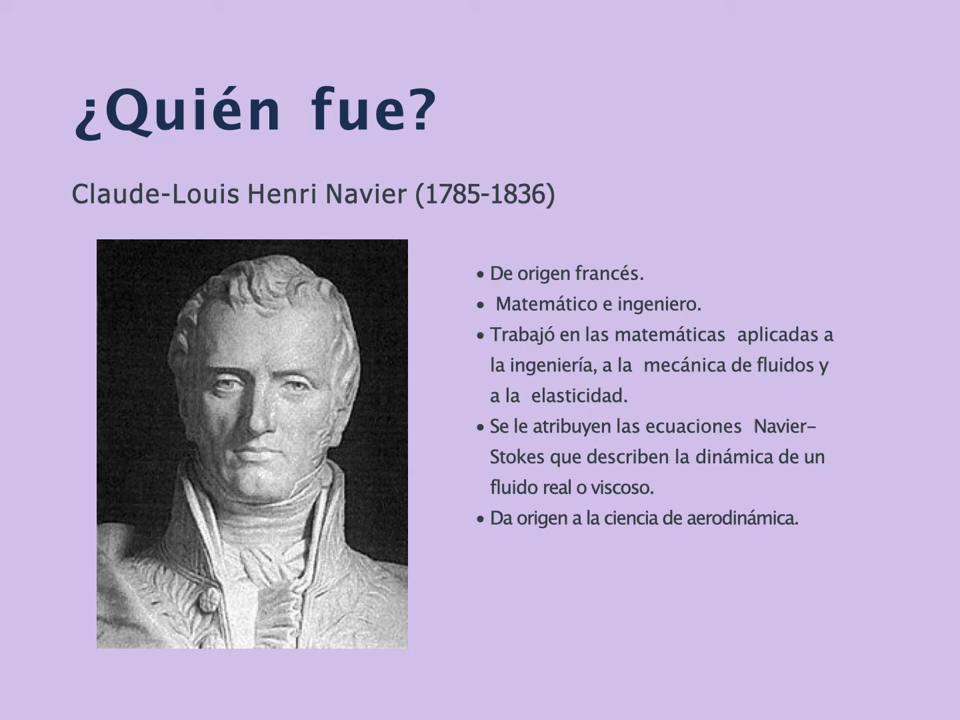 ¿Quién fue?
Claude-Louis Henri Navier (1785-1836)
• De origen francés.
• Matemático e ingeniero.
• Trabajó en las matemáticas aplicadas a
la ingeniería, a la mecánica de fluidos y
a la elasticidad.
• Se le atribuyen las ecuaciones Navier–
Stokes que describen la dinámica de un
fluido real o viscoso.
• Da origen a la ciencia de aerodinámica.